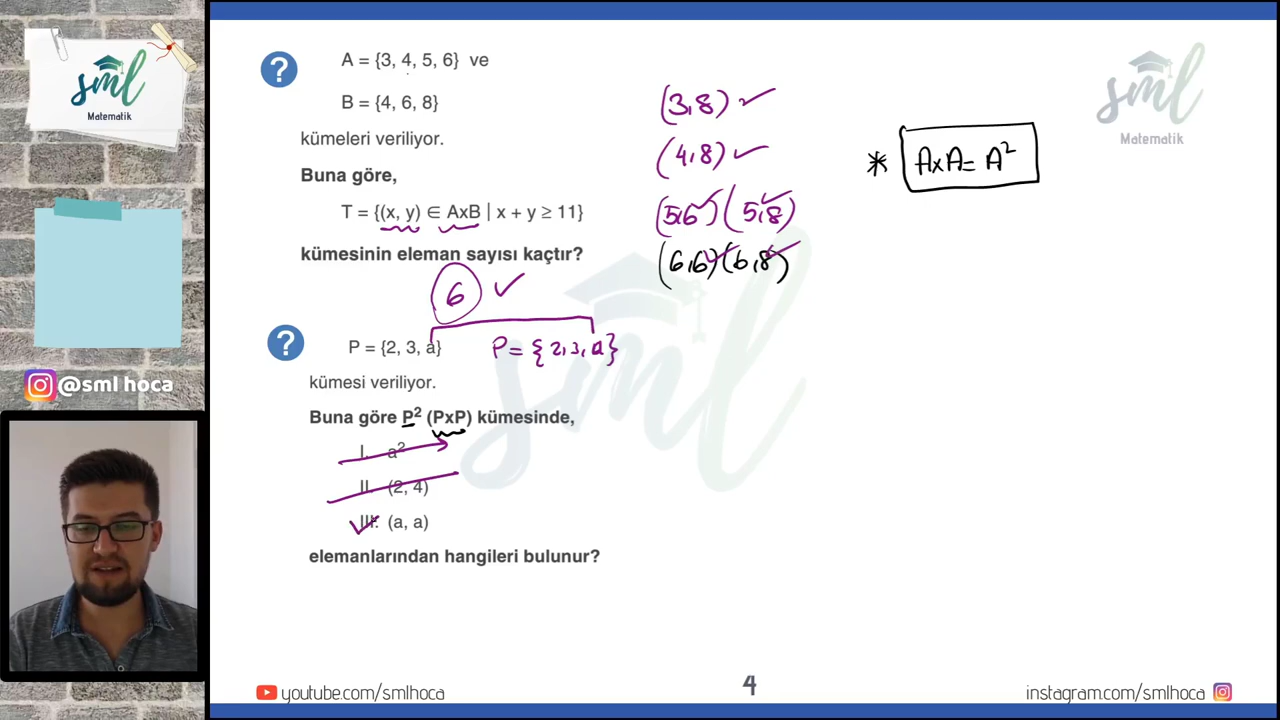 sml
Matematik
@sml hoca
A = {3, 4, 5, 6} ve
B = {4, 6, 8}
kümeleri veriliyor.
Buna göre,
T = {(x, y) ∈ AxB | x + y ≥ 11}
kümesinin eleman sayısı kaçtır?
6 ✓
(3,8) ✓
(4,8) ✓
(5,6) ✓ (5,8) ✓
(6,6) ✓ (6,8) ✓
* AxA = A²
sml
Matematik
P = {2, 3, a} P = {2, 3, a}
kümesi veriliyor.
Buna göre P² (PxP) kümesinde,
I. a²
II. (2, 4)
III. (a, a)
elemanlarından hangileri bulunur?
sml
youtube.com/smlhoca
4
instagram.com/smlhoca